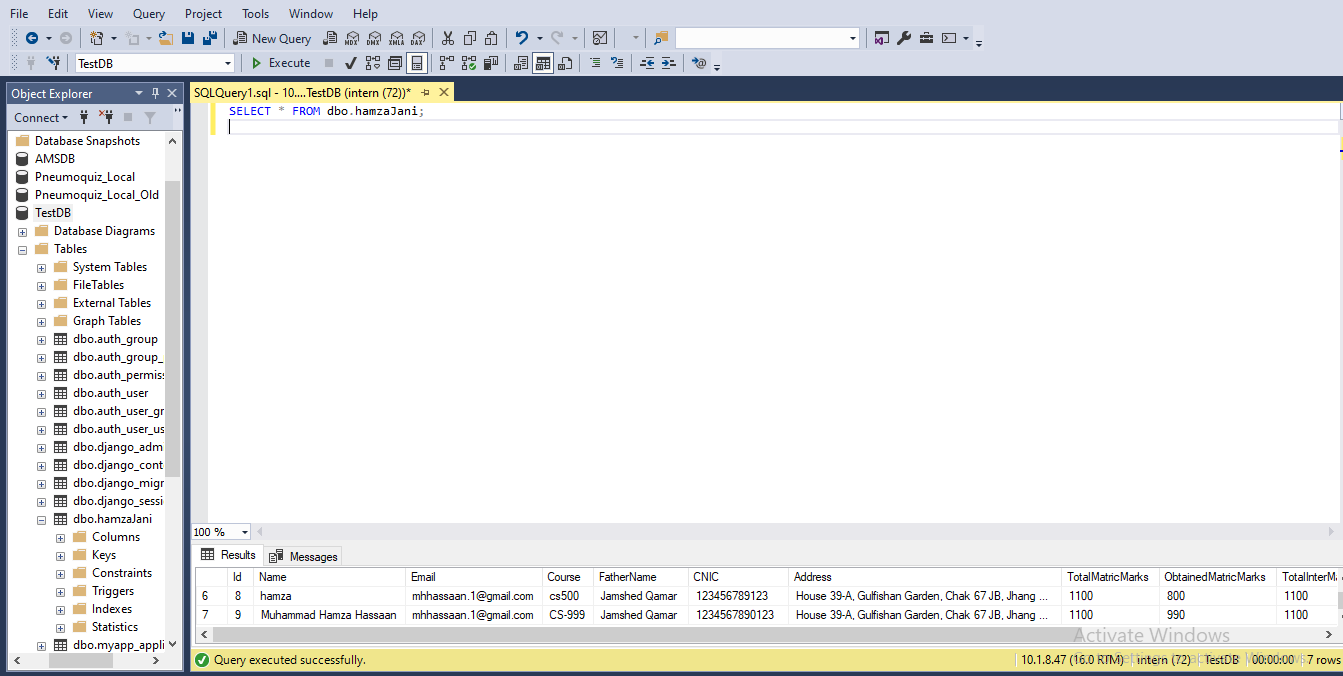 File Edit View Query Project Tools Window Help
New Query MDX DMX XMLA DAX
TestDB Execute
Object Explorer
Connect
Database Snapshots
AMSDB
Pneumoquiz_Local
Pneumoquiz_Local_Old
TestDB
Database Diagrams
Tables
System Tables
FileTables
External Tables
Graph Tables
dbo.auth_group
dbo.auth_group_
dbo.auth_permis
dbo.auth_user
dbo.auth_user_gr
dbo.auth_user_us
dbo.django_adm
dbo.django_cont
dbo.django_migr
dbo.django_sessi
dbo.hamzaJani
Columns
Keys
Constraints
Triggers
Indexes
Statistics
dbo.myapp_appli
SQLQuery1.sql - 10....TestDB (intern (72))*
SELECT * FROM dbo.hamzaJani;
100 %
Results Messages
Id Name Email Course FatherName CNIC Address TotalMatricMarks ObtainedMatricMarks TotalInterM
6 8 hamza mhhassaan.1@gmail.com cs500 Jamshed Qamar 123456789123 House 39-A, Gulfishan Garden, Chak 67 JB, Jhang ... 1100 800 1100
7 9 Muhammad Hamza Hassaan mhhassaan.1@gmail.com CS-999 Jamshed Qamar 1234567890123 House 39-A, Gulfishan Garden, Chak 67 JB, Jhang ... 1100 990 1100
Activate Windows
Query executed successfully. 10.1.8.47 (16.0 RTM) intern (72) TestDB 00:00:00 7 rows